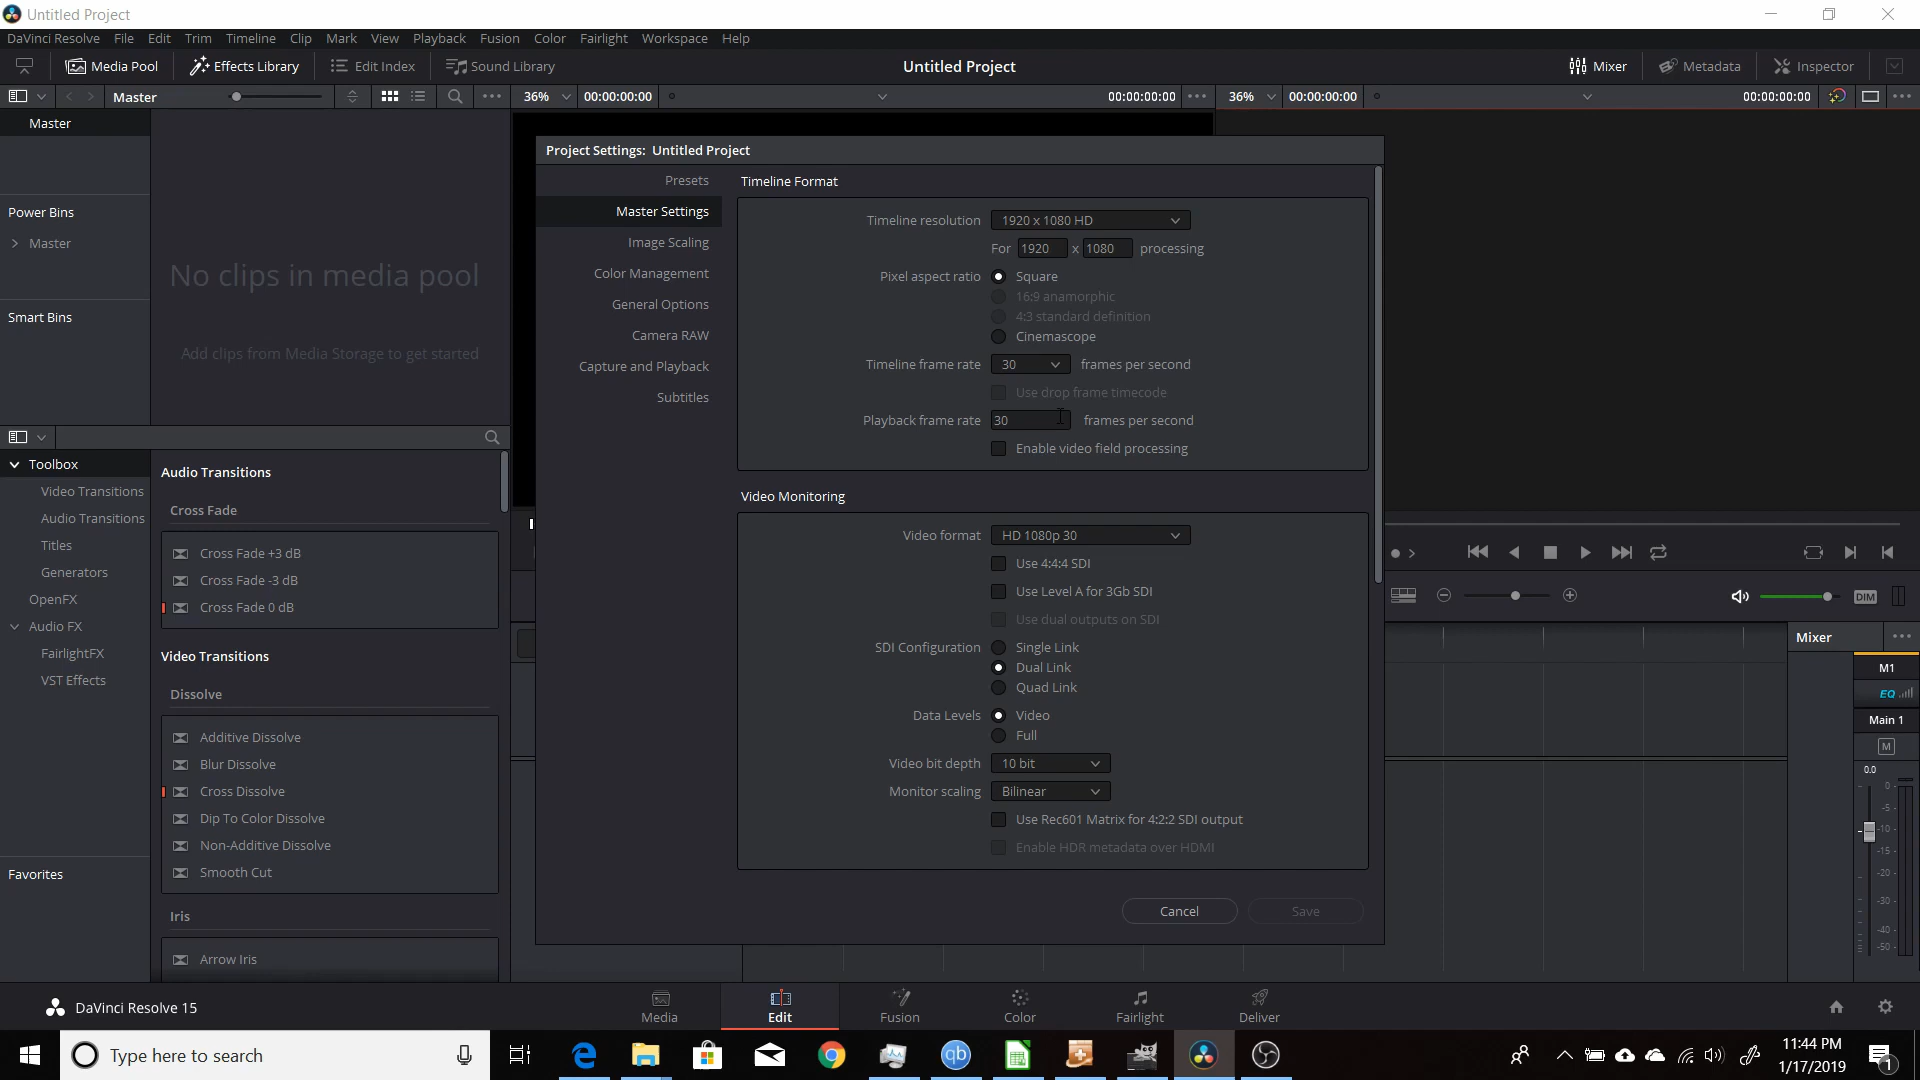 Untitled Project
DaVinci Resolve File Edit Trim Timeline Clip Mark View Playback Fusion Color Fairlight Workspace Help
Media Pool Effects Library Edit Index Sound Library Untitled Project Mixer Metadata Inspector
Master 36% 00:00:00:00 00:00:00:00 36% 00:00:00:00 00:00:00:00
Master
Power Bins
Master
Smart Bins
No clips in media pool
Add clips from Media Storage to get started
Toolbox
Video Transitions
Audio Transitions
Titles
Generators
OpenFX
Audio FX
FairlightFX
VST Effects
Favorites
Audio Transitions
Cross Fade
Cross Fade +3 dB
Cross Fade -3 dB
Cross Fade 0 dB
Video Transitions
Dissolve
Additive Dissolve
Blur Dissolve
Cross Dissolve
Dip To Color Dissolve
Non-Additive Dissolve
Smooth Cut
Iris
Arrow Iris
Project Settings: Untitled Project
Presets
Master Settings
Image Scaling
Color Management
General Options
Camera RAW
Capture and Playback
Subtitles
Timeline Format
Timeline resolution 1920 x 1080 HD
For 1920 x 1080 processing
Pixel aspect ratio Square
16:9 anamorphic
4:3 standard definition
Cinemascope
Timeline frame rate 30 frames per second
Use drop frame timecode
Playback frame rate 30 frames per second
Enable video field processing
Video Monitoring
Video format HD 1080p 30
Use 4:4:4 SDI
Use Level A for 3Gb SDI
Use dual outputs on SDI
SDI Configuration Single Link
Dual Link
Quad Link
Data Levels Video
Full
Video bit depth 10 bit
Monitor scaling Bilinear
Use Rec601 Matrix for 4:2:2 SDI output
Enable HDR metadata over HDMI
Cancel Save
DIM
Mixer
M1
EQ
Main 1
M
0.0
0
-5
-10
-15
-20
-30
-40
-50
DaVinci Resolve 15
Media Edit Fusion Color Fairlight Deliver
Type here to search
qb
11:44 PM
1/17/2019
1